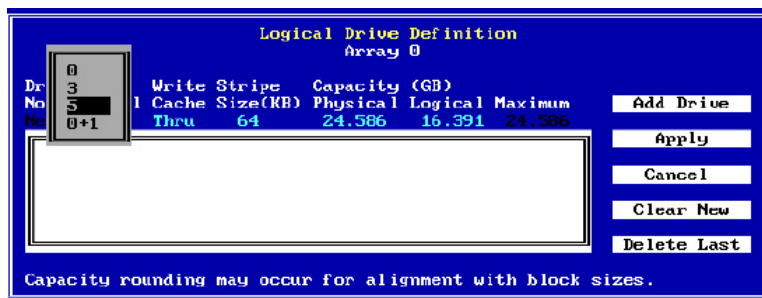 Logical Drive Definition
Array 0
0
3
5
0+1
Dr Write Stripe Capacity (GB)
No l Cache Size(KB) Physical Logical Maximum
Ne Thru 64 24.586 16.391 24.586
Add Drive
Apply
Cancel
Clear New
Delete Last
Capacity rounding may occur for alignment with block sizes.